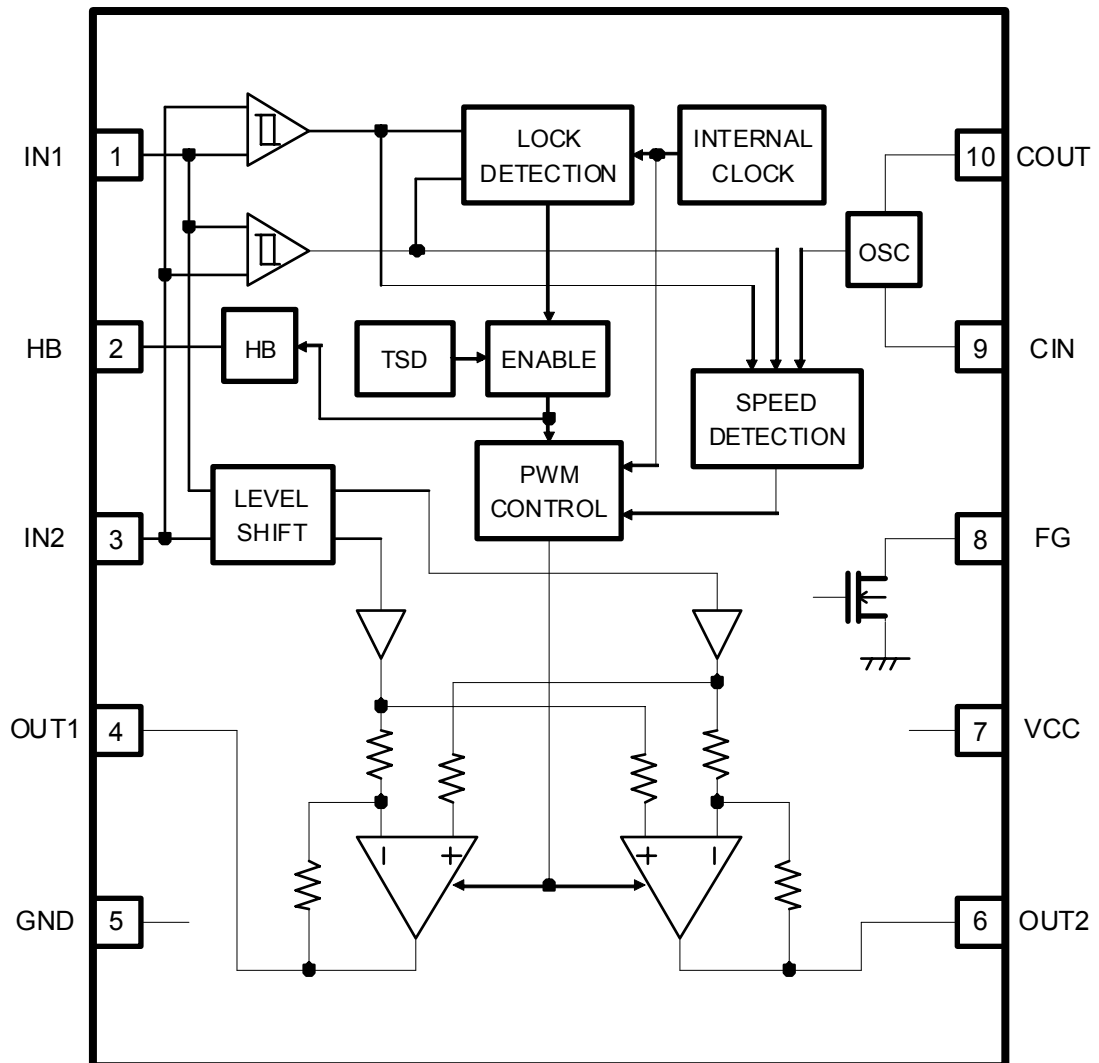 IN1
1
LOCK
DETECTION
INTERNAL
CLOCK
10
COUT
OSC
HB
2
HB
TSD
ENABLE
9
CIN
SPEED
DETECTION
PWM
CONTROL
IN2
3
LEVEL
SHIFT
8
FG
OUT1
4
7
VCC
− +
+ −
GND
5
6
OUT2